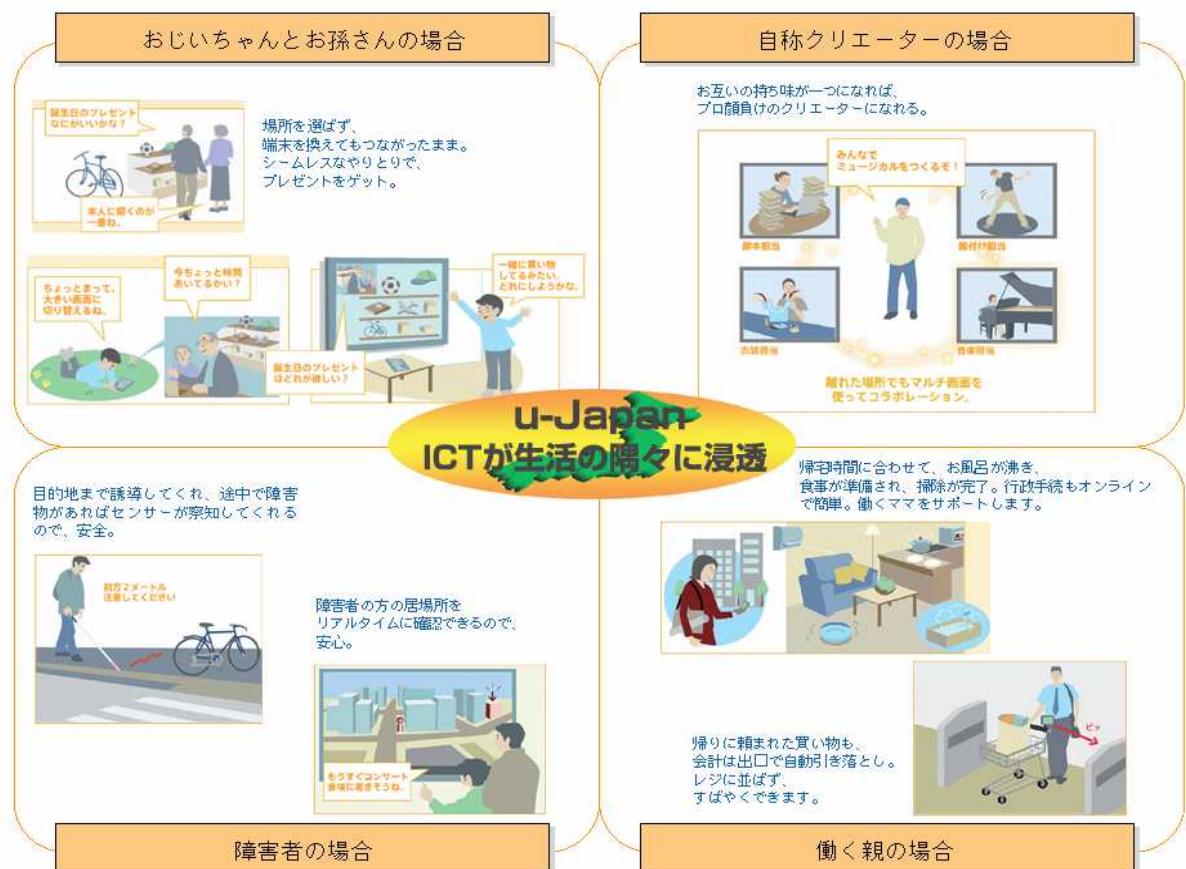 おじいちゃんとお孫さんの場合
誕生日のプレゼント
なにがいいかな？
本人に聞くのが
一番ね。
場所を選ばず、
端末を換えてもつながったまま。
シームレスなやりとりで、
プレゼントをゲット。
ちょっとまって、
大きい画面に
切り替えるね。
今ちょっと時間
あいてるかい？
誕生日のプレゼント
はどれが欲しい？
一緒に買い物
してるみたい。
どれにしようかな。
自称クリエーターの場合
お互いの持ち味が一つになれば、
プロ顔負けのクリエーターになれる。
みんなで
ミュージカルをつくるぞ！
脚本担当
振付け担当
衣装担当
音楽担当
離れた場所でもマルチ画面を
使ってコラボレーション。
u-Japan
ICTが生活の隅々に浸透
目的地まで誘導してくれ、途中で障害
物があればセンサーが察知してくれる
ので、安全。
前方２メートル
注意してください
障害者の方の居場所を
リアルタイムに確認できるので、
安心。
もうすぐコンサート
会場に着きそうね。
障害者の場合
帰宅時間に合わせて、お風呂が沸き、
食事が準備され、掃除が完了。行政手続もオンライン
で簡単。働くママをサポートします。
帰りに頼まれた買い物も、
会計は出口で自動引き落とし。
レジに並ばず、
すばやくできます。
ピッ
働く親の場合